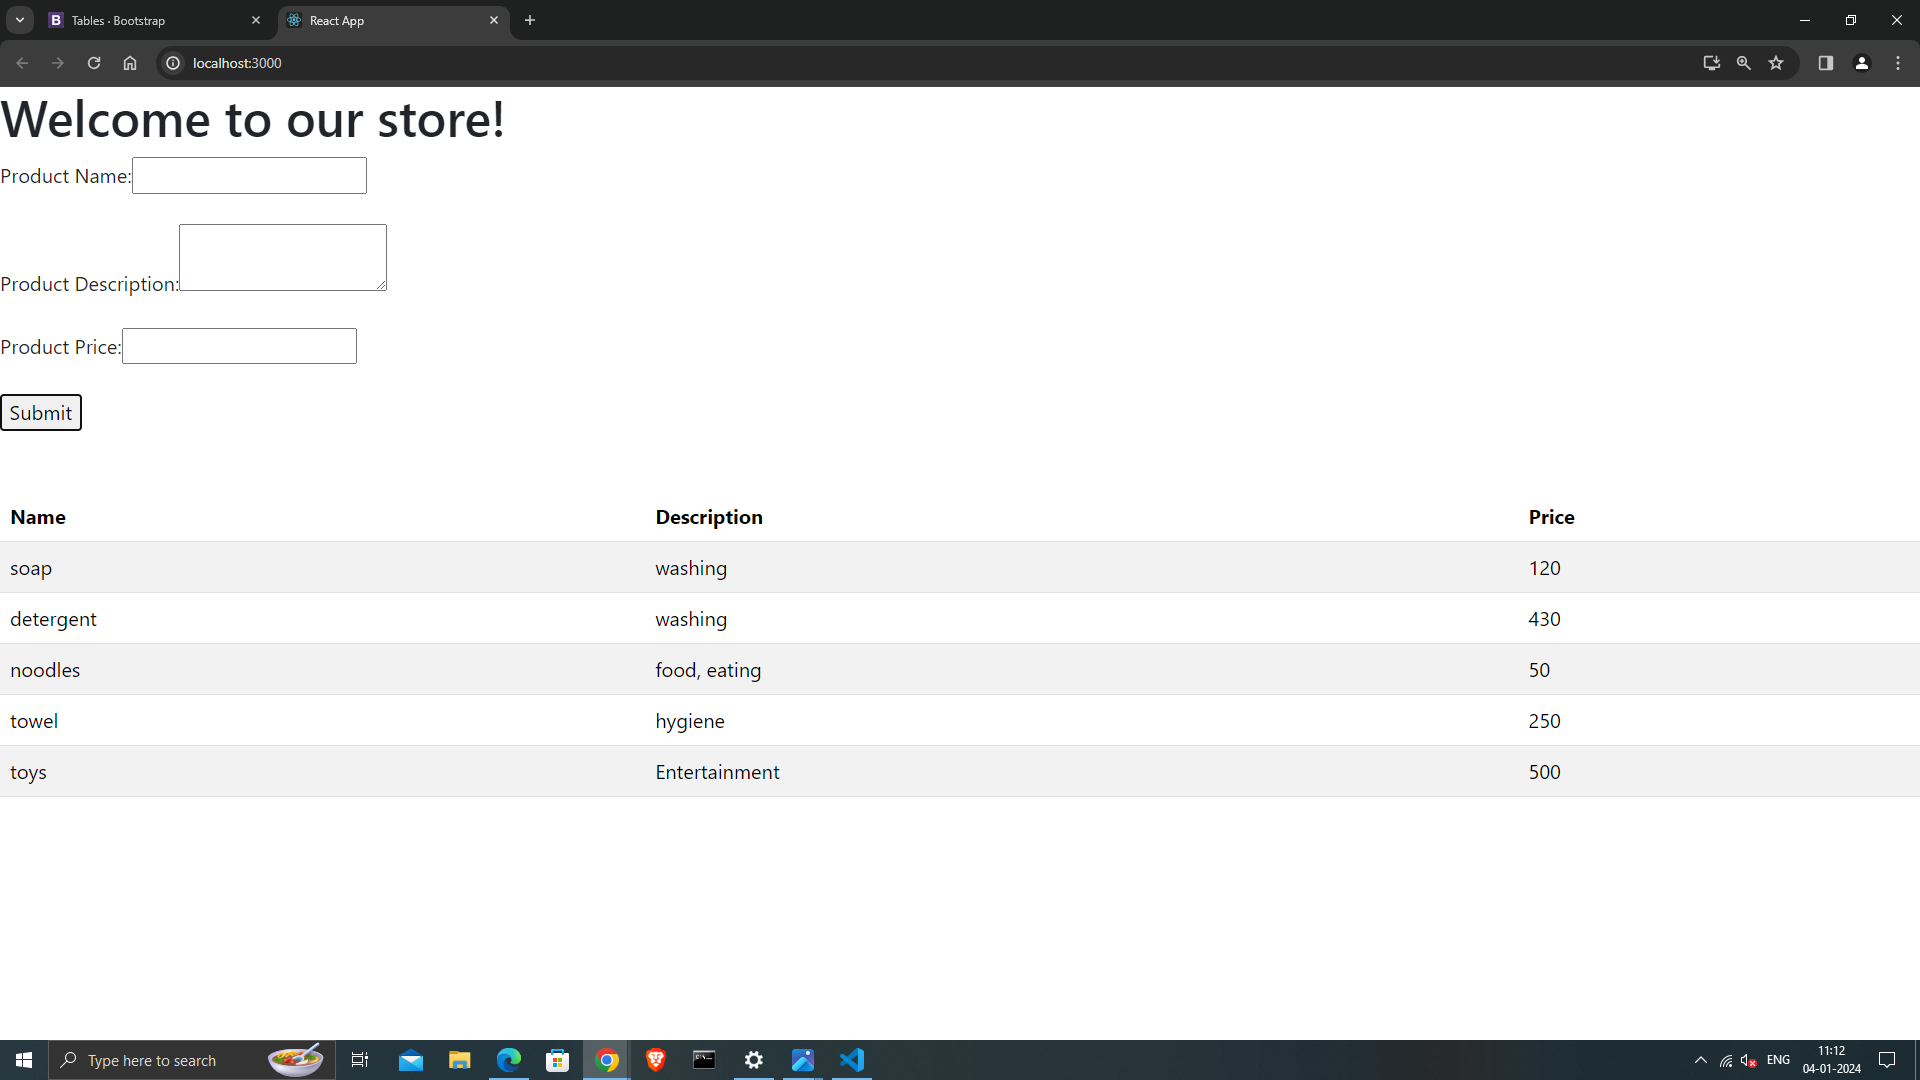 Tables · Bootstrap
React App
localhost:3000
Welcome to our store!
Product Name:
Product Description:
Product Price:
Submit
Name Description Price
soap washing 120
detergent washing 430
noodles food, eating 50
towel hygiene 250
toys Entertainment 500
Type here to search
ENG
11:12
04-01-2024